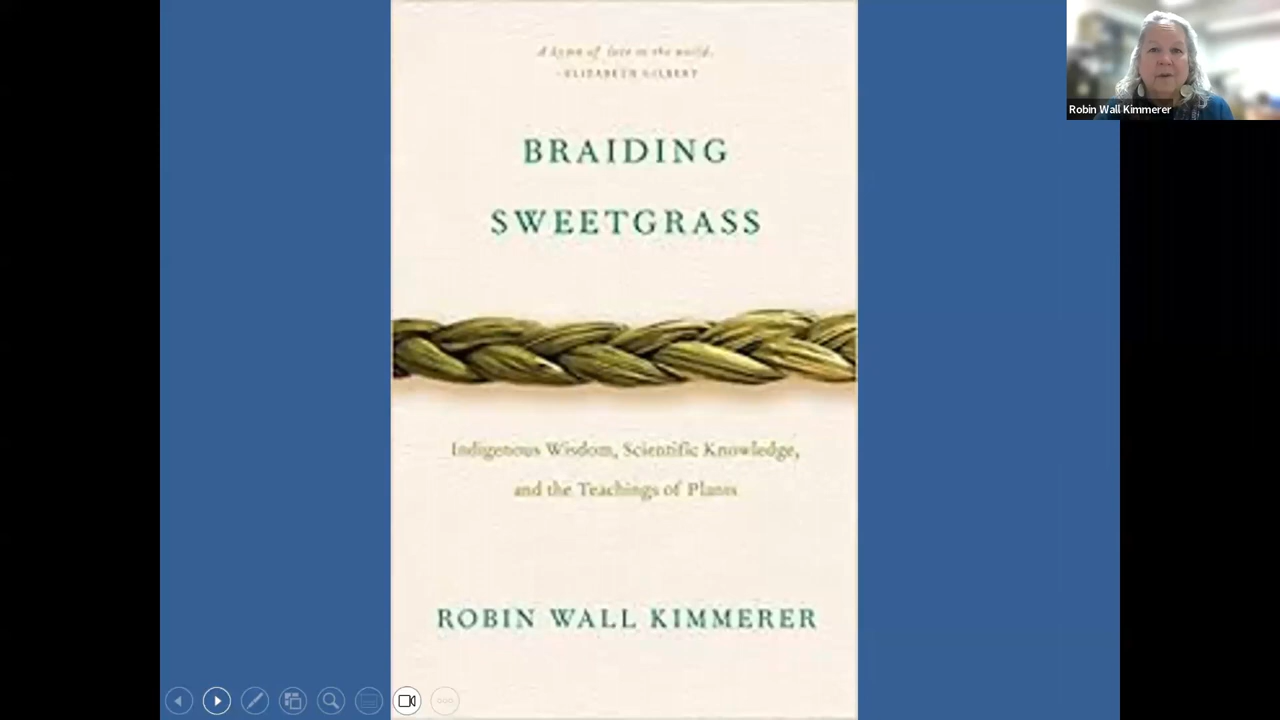 A hymn of love to the world.
-ELIZABETH GILBERT
BRAIDING
SWEETGRASS
Indigenous Wisdom, Scientific Knowledge,
and the Teachings of Plants
ROBIN WALL KIMMERER
Robin Wall Kimmerer